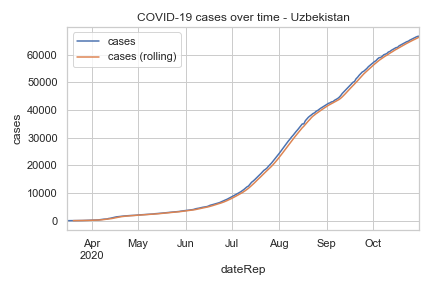 COVID-19 cases over time - Uzbekistan
cases
cases (rolling)
60000
50000
40000
30000
20000
10000
0
cases
Apr
2020
May
Jun
Jul
Aug
Sep
Oct
dateRep